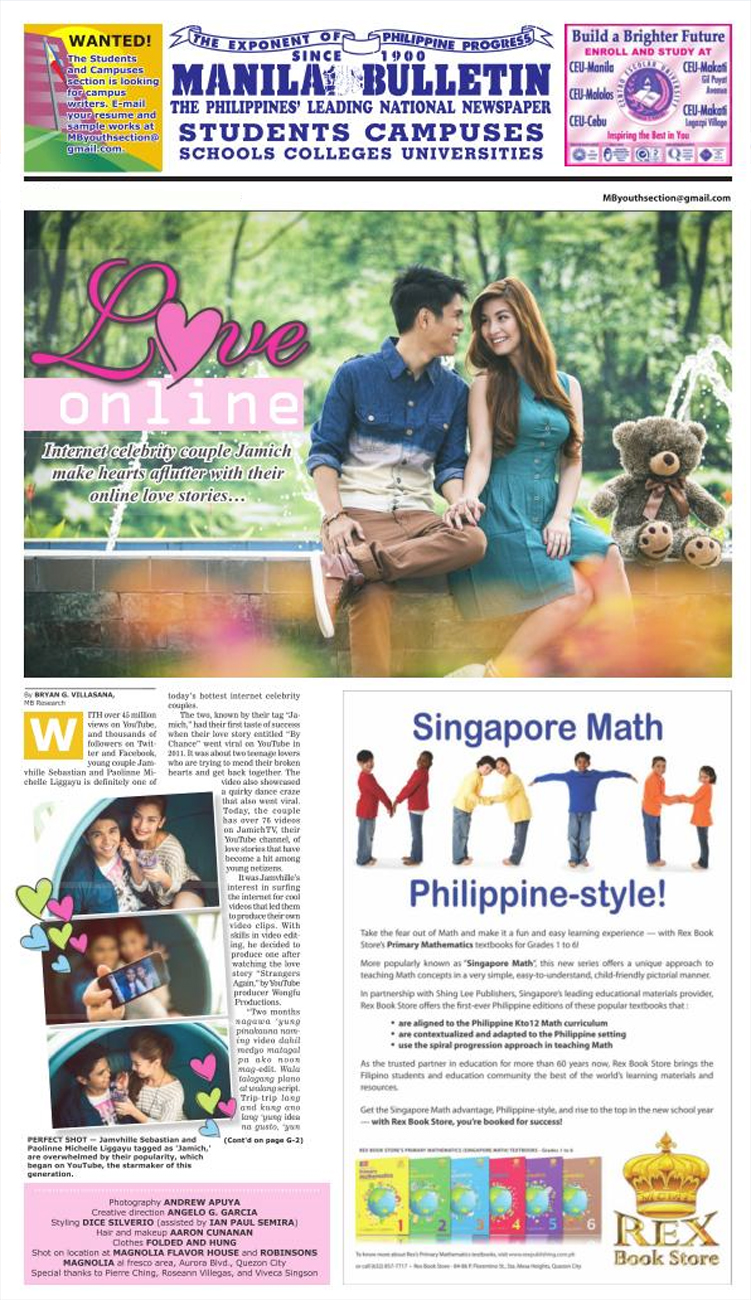 WANTED!
The Students
and Campuses
section is looking
for campus
writers. E-mail
your resume and
sample works at
MByouthsection@
gmail.com.
THE EXPONENT OF PHILIPPINE PROGRESS
SINCE 1900
MANILA BULLETIN
THE PHILIPPINES' LEADING NATIONAL NEWSPAPER
STUDENTS CAMPUSES
SCHOOLS COLLEGES UNIVERSITIES
Build a Brighter Future
ENROLL AND STUDY AT
CEU-Manila
CEU-Malolos
CEU-Cebu
CEU-Makati
Gil Puyat
Avenue
CEU-Makati
Legazpi Village
Inspiring the Best in You
MByouthsection@gmail.com
Love
online
Internet celebrity couple Jamich
make hearts aflutter with their
online love stories…
By BRYAN G. VILLASANA,
MB Research
WITH over 45 million
views on YouTube,
and thousands of
followers on Twit-
ter and Facebook,
young couple Jam-
vhille Sebastian and Paolinne Mi-
chelle Liggayu is definitely one of
today's hottest internet celebrity
couples.
The two, known by their tag "Ja-
mich," had their first taste of success
when their love story entitled "By
Chance" went viral on YouTube in
2011. It was about two teenage lovers
who are trying to mend their broken
hearts and get back together. The
video also showcased
a quirky dance craze
that also went viral.
Today, the couple
has over 76 videos
on JamichTV, their
YouTube channel, of
love stories that have
become a hit among
young netizens.
It was Jamvhille's
interest in surfing
the internet for cool
videos that led them
to produce their own
video clips. With
skills in video edit-
ing, he decided to
produce one after
watching the love
story "Strangers
Again," by YouTube
producer Wongfu
Productions.
"Two months
nagawa 'yung
pinakauna nam-
ing video dahil
medyo matagal
pa ako noon
mag-edit. Wala
talagang plano
at walang script.
Trip-trip lang
and kung ano
lang 'yung idea
na gusto, 'yun
(Cont'd on page G-2)
PERFECT SHOT — Jamvhille Sebastian and
Paolinne Michelle Liggayu tagged as 'Jamich,'
are overwhelmed by their popularity, which
began on YouTube, the starmaker of this
generation.
Photography ANDREW APUYA
Creative direction ANGELO G. GARCIA
Styling DICE SILVERIO (assisted by IAN PAUL SEMIRA)
Hair and makeup AARON CUNANAN
Clothes FOLDED AND HUNG
Shot on location at MAGNOLIA FLAVOR HOUSE and ROBINSONS
MAGNOLIA al fresco area, Aurora Blvd., Quezon City
Special thanks to Pierre Ching, Roseann Villegas, and Viveca Singson
Singapore Math
MATH
Philippine-style!
Take the fear out of Math and make it a fun and easy learning experience — with Rex Book
Store's Primary Mathematics textbooks for Grades 1 to 6!
More popularly known as "Singapore Math", this new series offers a unique approach to
teaching Math concepts in a very simple, easy-to-understand, child-friendly pictorial manner.
In partnership with Shing Lee Publishers, Singapore's leading educational materials provider,
Rex Book Store offers the first-ever Philippine editions of these popular textbooks that :
• are aligned to the Philippine Kto12 Math curriculum
• are contextualized and adapted to the Philippine setting
• use the spiral progression approach in teaching Math
As the trusted partner in education for more than 60 years now, Rex Book Store brings the
Filipino students and education community the best of the world's learning materials and
resources.
Get the Singapore Math advantage, Philippine-style, and rise to the top in the new school year
— with Rex Book Store, you're booked for success!
REX BOOK STORE'S PRIMARY MATHEMATICS (SINGAPORE MATH) TEXTBOOKS - Grades 1 to 6
1 2 3 4 5 6
To know more about Rex's Primary Mathematics textbooks, visit www.rexpublishing.com.ph
or call (632) 857-7717 – Rex Book Store - 84-86 P. Florentino St., Sta. Mesa Heights, Quezon City
REX
Book Store